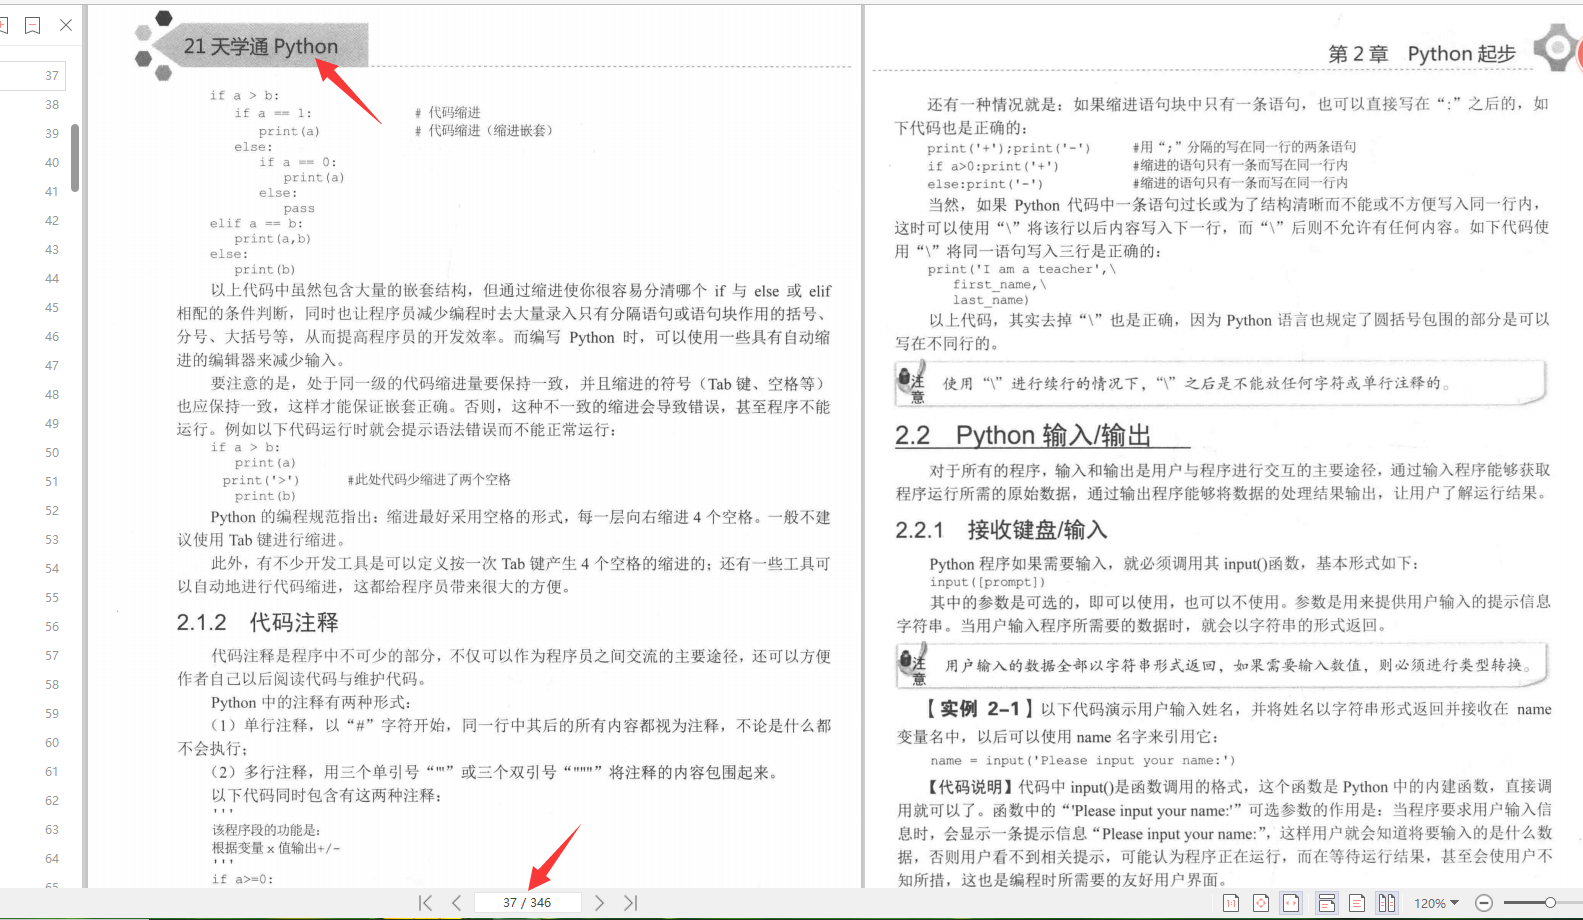 37
38
39
40
41
42
43
44
45
46
47
48
49
50
51
52
53
54
55
56
57
58
59
60
61
62
63
64
65
21 天学通 Python
if a > b:
if a == 1: # 代码缩进
print(a) # 代码缩进（缩进嵌套）
else:
if a == 0:
print(a)
else:
pass
elif a == b:
print(a,b)
else:
print(b)
以上代码中虽然包含大量的嵌套结构，但通过缩进使你很容易分清哪个 if 与 else 或 elif
相配的条件判断，同时也让程序员减少编程时去大量录入只有分隔语句或语句块作用的括号、
分号、大括号等，从而提高程序员的开发效率。而编写 Python 时，可以使用一些具有自动缩
进的编辑器来减少输入。
要注意的是，处于同一级的代码缩进量要保持一致，并且缩进的符号（Tab 键、空格等）
也应保持一致，这样才能保证嵌套正确。否则，这种不一致的缩进会导致错误，甚至程序不能
运行。例如以下代码运行时就会提示语法错误而不能正常运行：
if a > b:
print(a)
print('>') #此处代码少缩进了两个空格
print(b)
Python 的编程规范指出：缩进最好采用空格的形式，每一层向右缩进 4 个空格。一般不建
议使用 Tab 键进行缩进。
此外，有不少开发工具是可以定义按一次 Tab 键产生 4 个空格的缩进的；还有一些工具可
以自动地进行代码缩进，这都给程序员带来很大的方便。
2.1.2 代码注释
代码注释是程序中不可少的部分，不仅可以作为程序员之间交流的主要途径，还可以方便
作者自己以后阅读代码与维护代码。
Python 中的注释有两种形式：
（1）单行注释，以“#”字符开始，同一行中其后的所有内容都视为注释，不论是什么都
不会执行；
（2）多行注释，用三个单引号“'''”或三个双引号“"""”将注释的内容包围起来。
以下代码同时包含有这两种注释：
'''
该程序段的功能是：
根据变量 x 值输出+/-
'''
if a>=0:
第 2 章 Python 起步
还有一种情况就是：如果缩进语句块中只有一条语句，也可以直接写在“:”之后的，如
下代码也是正确的：
print('+');print('-') #用“;”分隔的写在同一行的两条语句
if a>0:print('+') #缩进的语句只有一条而写在同一行内
else:print('-') #缩进的语句只有一条而写在同一行内
当然，如果 Python 代码中一条语句过长或为了结构清晰而不能或不方便写入同一行内，
这时可以使用“\”将该行以后内容写入下一行，而“\”后则不允许有任何内容。如下代码使
用“\”将同一语句写入三行是正确的：
print('I am a teacher',\
first_name,\
last_name)
以上代码，其实去掉“\”也是正确，因为 Python 语言也规定了圆括号包围的部分是可以
写在不同行的。
注意 使用“\”进行续行的情况下，“\”之后是不能放任何字符或单行注释的。
2.2 Python 输入/输出
对于所有的程序，输入和输出是用户与程序进行交互的主要途径，通过输入程序能够获取
程序运行所需的原始数据，通过输出程序能够将数据的处理结果输出，让用户了解运行结果。
2.2.1 接收键盘/输入
Python 程序如果需要输入，就必须调用其 input()函数，基本形式如下：
input([prompt])
其中的参数是可选的，即可以使用，也可以不使用。参数是用来提供用户输入的提示信息
字符串。当用户输入程序所需要的数据时，就会以字符串的形式返回。
注意 用户输入的数据全部以字符串形式返回，如果需要输入数值，则必须进行类型转换。
【实例 2-1】以下代码演示用户输入姓名，并将姓名以字符串形式返回并接收在 name
变量名中，以后可以使用 name 名字来引用它：
name = input('Please input your name:')
【代码说明】代码中 input()是函数调用的格式，这个函数是 Python 中的内建函数，直接调
用就可以了。函数中的“'Please input your name:'”可选参数的作用是：当程序要求用户输入信
息时，会显示一条提示信息“Please input your name:”，这样用户就会知道将要输入的是什么数
据，否则用户看不到相关提示，可能认为程序正在运行，而在等待运行结果，甚至会使用户不
知所措，这也是编程时所需要的友好用户界面。
37 / 346
120%